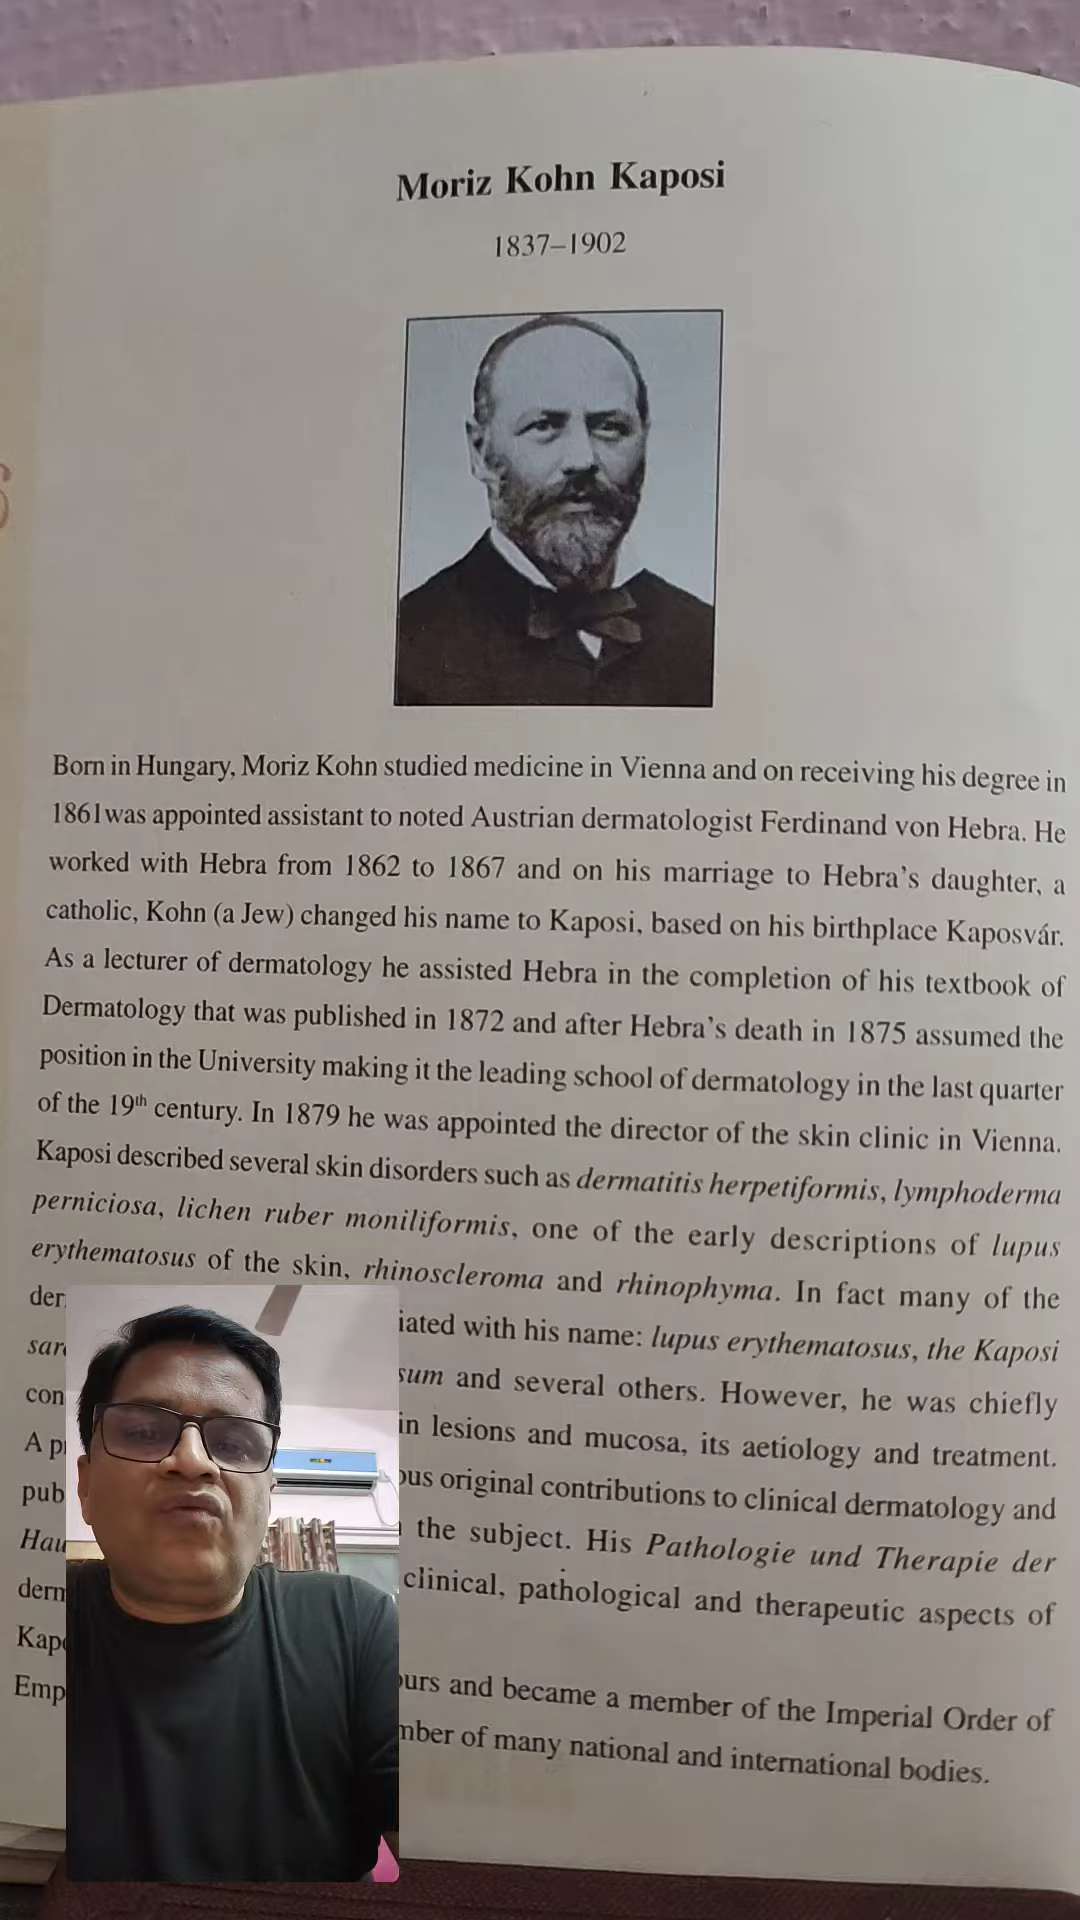 Moriz Kohn Kaposi
1837–1902
Born in Hungary, Moriz Kohn studied medicine in Vienna and on receiving his degree in
1861was appointed assistant to noted Austrian dermatologist Ferdinand von Hebra. He
worked with Hebra from 1862 to 1867 and on his marriage to Hebra's daughter, a
catholic, Kohn (a Jew) changed his name to Kaposi, based on his birthplace Kaposvár.
As a lecturer of dermatology he assisted Hebra in the completion of his textbook of
Dermatology that was published in 1872 and after Hebra's death in 1875 assumed the
position in the University making it the leading school of dermatology in the last quarter
of the 19th century. In 1879 he was appointed the director of the skin clinic in Vienna.
Kaposi described several skin disorders such as dermatitis herpetiformis, lymphoderma
perniciosa, lichen ruber moniliformis, one of the early descriptions of lupus
erythematosus of the skin, rhinoscleroma and rhinophyma. In fact many of the
with his name: lupus erythematosus, the Kaposi
and several others. However, he was chiefly
in lesions and mucosa, its aetiology and treatment.
A original contributions to clinical dermatology and
the subject. His Pathologie und Therapie der
clinical, pathological and therapeutic aspects of
and became a member of the Imperial Order of
of many national and international bodies.